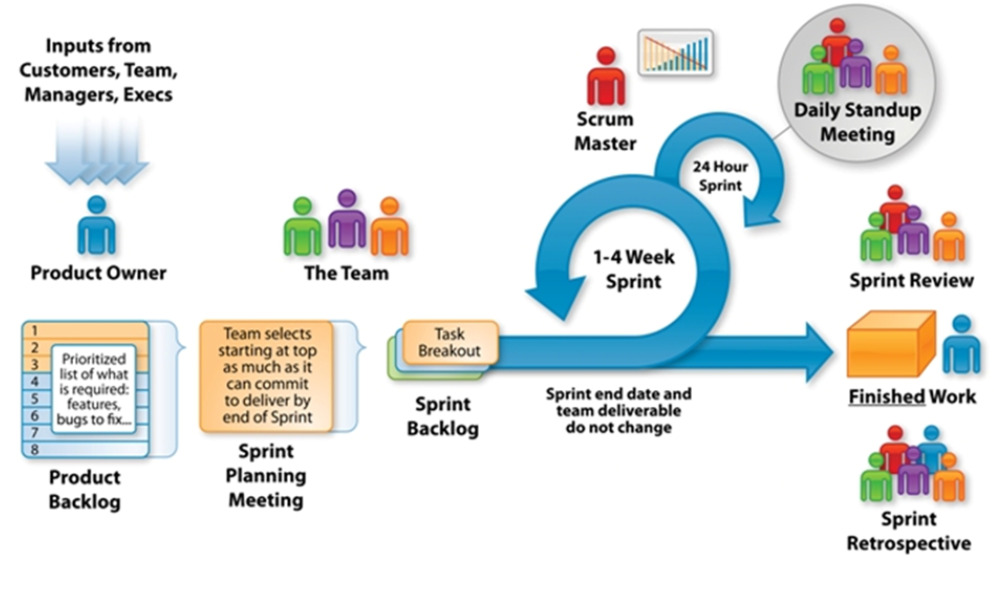 Inputs from
Customers, Team,
Managers, Execs
Product Owner
The Team
Scrum
Master
Daily Standup
Meeting
24 Hour
Sprint
1-4 Week
Sprint
Sprint Review
1
2
3
4
5
6
7
8
Prioritized
list of what
is required:
features,
bugs to fix...
Product
Backlog
Team selects
starting at top
as much as it
can commit
to deliver by
end of Sprint
Sprint
Planning
Meeting
Task
Breakout
Sprint
Backlog
Sprint end date and
team deliverable
do not change
Finished Work
Sprint
Retrospective